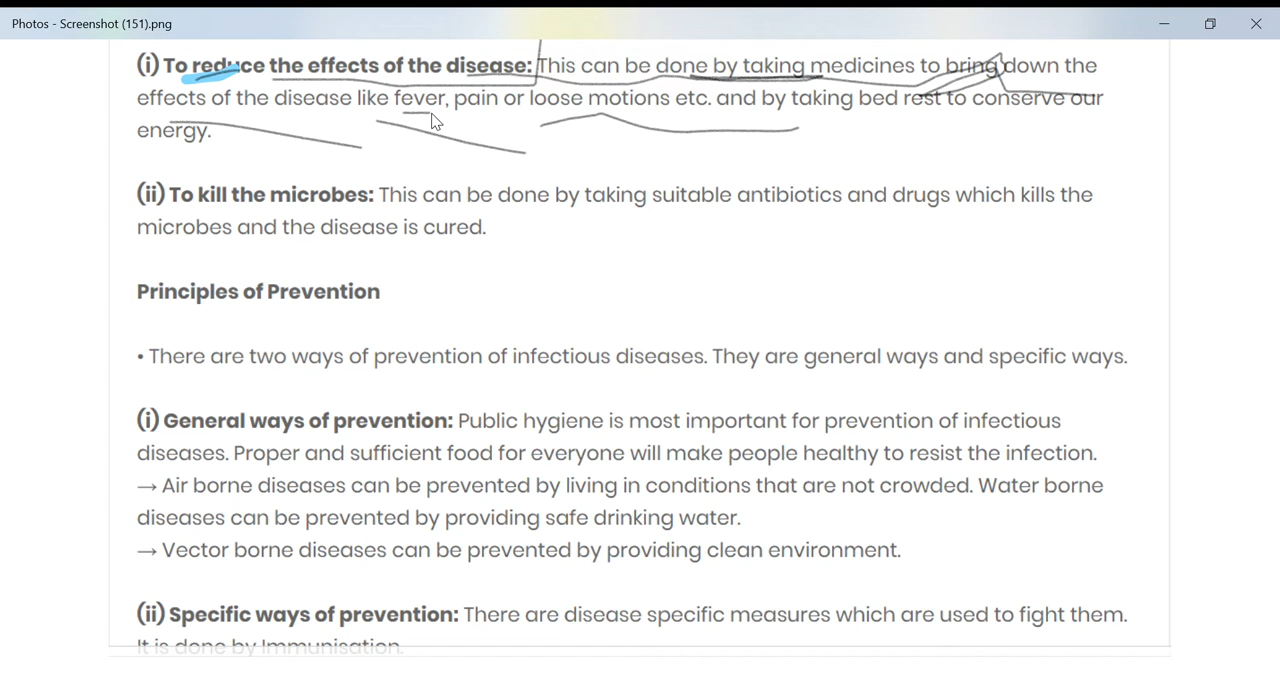 Photos - Screenshot (151).png
(i) To reduce the effects of the disease: This can be done by taking medicines to bring down the
effects of the disease like fever, pain or loose motions etc. and by taking bed rest to conserve our
energy.
(ii) To kill the microbes: This can be done by taking suitable antibiotics and drugs which kills the
microbes and the disease is cured.
Principles of Prevention
• There are two ways of prevention of infectious diseases. They are general ways and specific ways.
(i) General ways of prevention: Public hygiene is most important for prevention of infectious
diseases. Proper and sufficient food for everyone will make people healthy to resist the infection.
→ Air borne diseases can be prevented by living in conditions that are not crowded. Water borne
diseases can be prevented by providing safe drinking water.
→ Vector borne diseases can be prevented by providing clean environment.
(ii) Specific ways of prevention: There are disease specific measures which are used to fight them.
It is done by Immunisation.